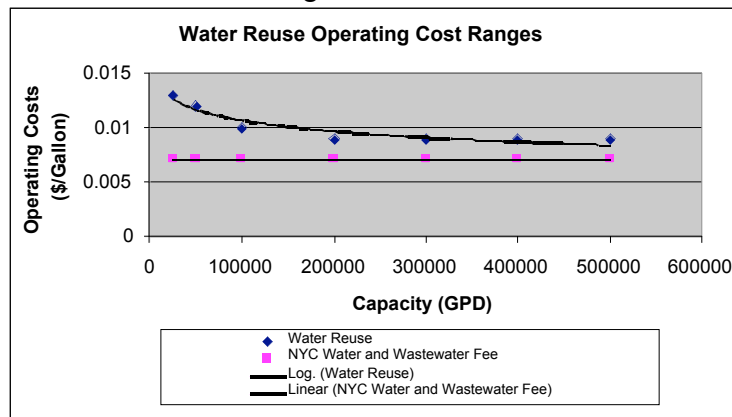 Water Reuse Operating Cost Ranges
0.015
0.01
0.005
0
Operating Costs
($/Gallon)
0 100000 200000 300000 400000 500000 600000
Capacity (GPD)
Water Reuse
NYC Water and Wastewater Fee
Log. (Water Reuse)
Linear (NYC Water and Wastewater Fee)